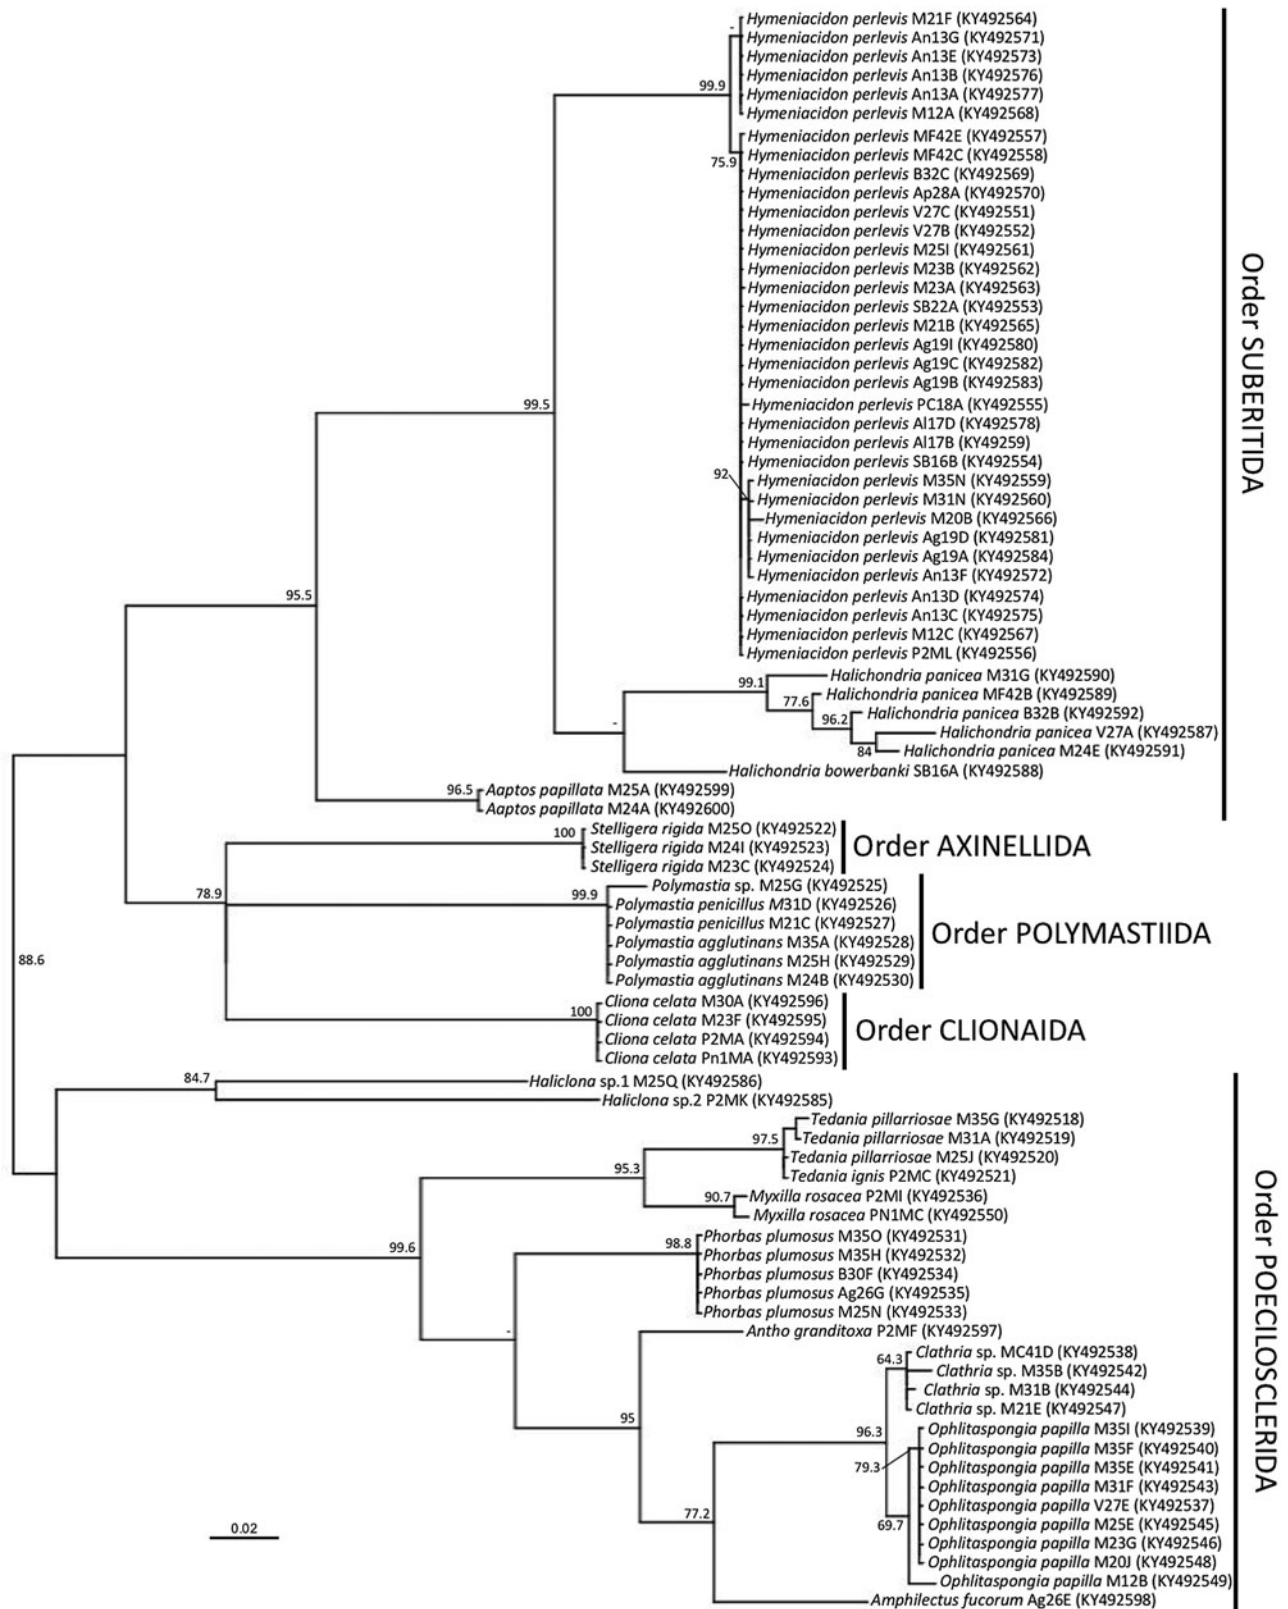 Hymeniacidon perlevis M21F (KY492564)
-
Hymeniacidon perlevis An13G (KY492571)
Hymeniacidon perlevis An13E (KY492573)
Hymeniacidon perlevis An13B (KY492576)
99.9
Hymeniacidon perlevis An13A (KY492577)
Hymeniacidon perlevis M12A (KY492568)
Hymeniacidon perlevis MF42E (KY492557)
Hymeniacidon perlevis MF42C (KY492558)
75.9
Hymeniacidon perlevis B32C (KY492569)
Hymeniacidon perlevis Ap28A (KY492570)
Hymeniacidon perlevis V27C (KY492551)
Hymeniacidon perlevis V27B (KY492552)
Hymeniacidon perlevis M25I (KY492561)
Hymeniacidon perlevis M23B (KY492562)
Hymeniacidon perlevis M23A (KY492563)
Hymeniacidon perlevis SB22A (KY492553)
Hymeniacidon perlevis M21B (KY492565)
Hymeniacidon perlevis Ag19I (KY492580)
Hymeniacidon perlevis Ag19C (KY492582)
Hymeniacidon perlevis Ag19B (KY492583)
99.5
Hymeniacidon perlevis PC18A (KY492555)
Hymeniacidon perlevis Al17D (KY492578)
Hymeniacidon perlevis Al17B (KY49259)
Hymeniacidon perlevis SB16B (KY492554)
92
Hymeniacidon perlevis M35N (KY492559)
Hymeniacidon perlevis M31N (KY492560)
Hymeniacidon perlevis M20B (KY492566)
Hymeniacidon perlevis Ag19D (KY492581)
Hymeniacidon perlevis Ag19A (KY492584)
Hymeniacidon perlevis An13F (KY492572)
95.5
Hymeniacidon perlevis An13D (KY492574)
Hymeniacidon perlevis An13C (KY492575)
Hymeniacidon perlevis M12C (KY492567)
Hymeniacidon perlevis P2ML (KY492556)
Order SUBERITIDA
Halichondria panicea M31G (KY492590)
99.1
Halichondria panicea MF42B (KY492589)
77.6
Halichondria panicea B32B (KY492592)
96.2
-
Halichondria panicea V27A (KY492587)
84
Halichondria panicea M24E (KY492591)
Halichondria bowerbanki SB16A (KY492588)
96.5
Aaptos papillata M25A (KY492599)
Aaptos papillata M24A (KY492600)
Stelligera rigida M25O (KY492522)
100
Stelligera rigida M24I (KY492523)
Stelligera rigida M23C (KY492524)
Order AXINELLIDA
78.9
Polymastia sp. M25G (KY492525)
99.9
Polymastia penicillus M31D (KY492526)
Polymastia penicillus M21C (KY492527)
Polymastia agglutinans M35A (KY492528)
Polymastia agglutinans M25H (KY492529)
Polymastia agglutinans M24B (KY492530)
Order POLYMASTIIDA
88.6
Cliona celata M30A (KY492596)
100
Cliona celata M23F (KY492595)
Cliona celata P2MA (KY492594)
Cliona celata Pn1MA (KY492593)
Order CLIONAIDA
84.7
Haliclona sp.1 M25Q (KY492586)
Haliclona sp.2 P2MK (KY492585)
Tedania pillarriosae M35G (KY492518)
97.5
Tedania pillarriosae M31A (KY492519)
Tedania pillarriosae M25J (KY492520)
95.3
Tedania ignis P2MC (KY492521)
90.7
Myxilla rosacea P2MI (KY492536)
Myxilla rosacea PN1MC (KY492550)
99.6
98.8
Phorbas plumosus M35O (KY492531)
Phorbas plumosus M35H (KY492532)
Phorbas plumosus B30F (KY492534)
Phorbas plumosus Ag26G (KY492535)
Phorbas plumosus M25N (KY492533)
-
Antho granditoxa P2MF (KY492597)
64.3
Clathria sp. MC41D (KY492538)
Clathria sp. M35B (KY492542)
Clathria sp. M31B (KY492544)
Clathria sp. M21E (KY492547)
95
96.3
Ophlitaspongia papilla M35I (KY492539)
Ophlitaspongia papilla M35F (KY492540)
79.3
Ophlitaspongia papilla M35E (KY492541)
Ophlitaspongia papilla M31F (KY492543)
Ophlitaspongia papilla V27E (KY492537)
77.2
69.7
Ophlitaspongia papilla M25E (KY492545)
Ophlitaspongia papilla M23G (KY492546)
Ophlitaspongia papilla M20J (KY492548)
Ophlitaspongia papilla M12B (KY492549)
Amphilectus fucorum Ag26E (KY492598)
Order POECILOSCLERIDA
0.02